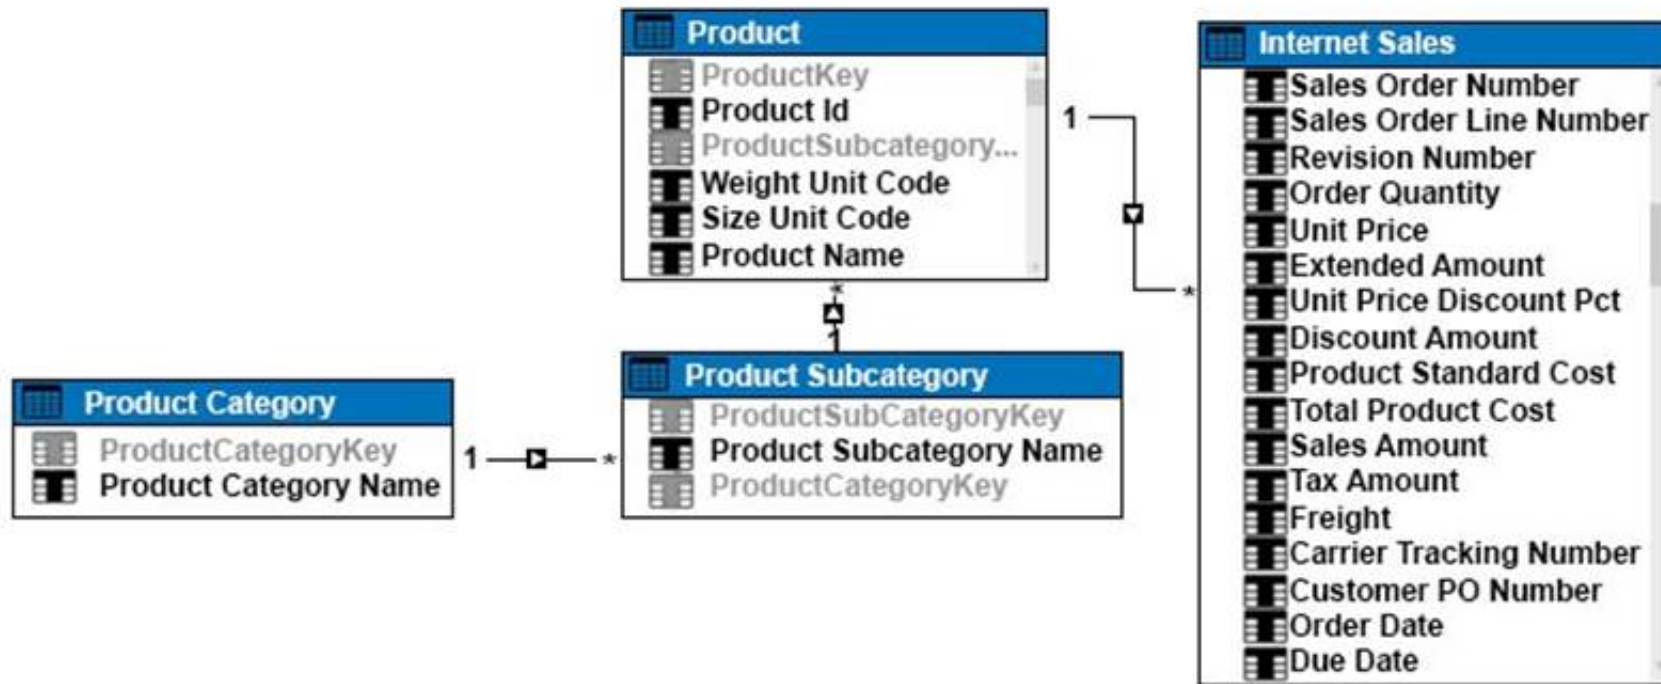 Product
ProductKey
Product Id
ProductSubcategory...
Weight Unit Code
Size Unit Code
Product Name
1
*
Internet Sales
Sales Order Number
Sales Order Line Number
Revision Number
Order Quantity
Unit Price
Extended Amount
Unit Price Discount Pct
Discount Amount
Product Standard Cost
Total Product Cost
Sales Amount
Tax Amount
Freight
Carrier Tracking Number
Customer PO Number
Order Date
Due Date
*
1
Product Category
ProductCategoryKey
Product Category Name
1
*
Product Subcategory
ProductSubCategoryKey
Product Subcategory Name
ProductCategoryKey